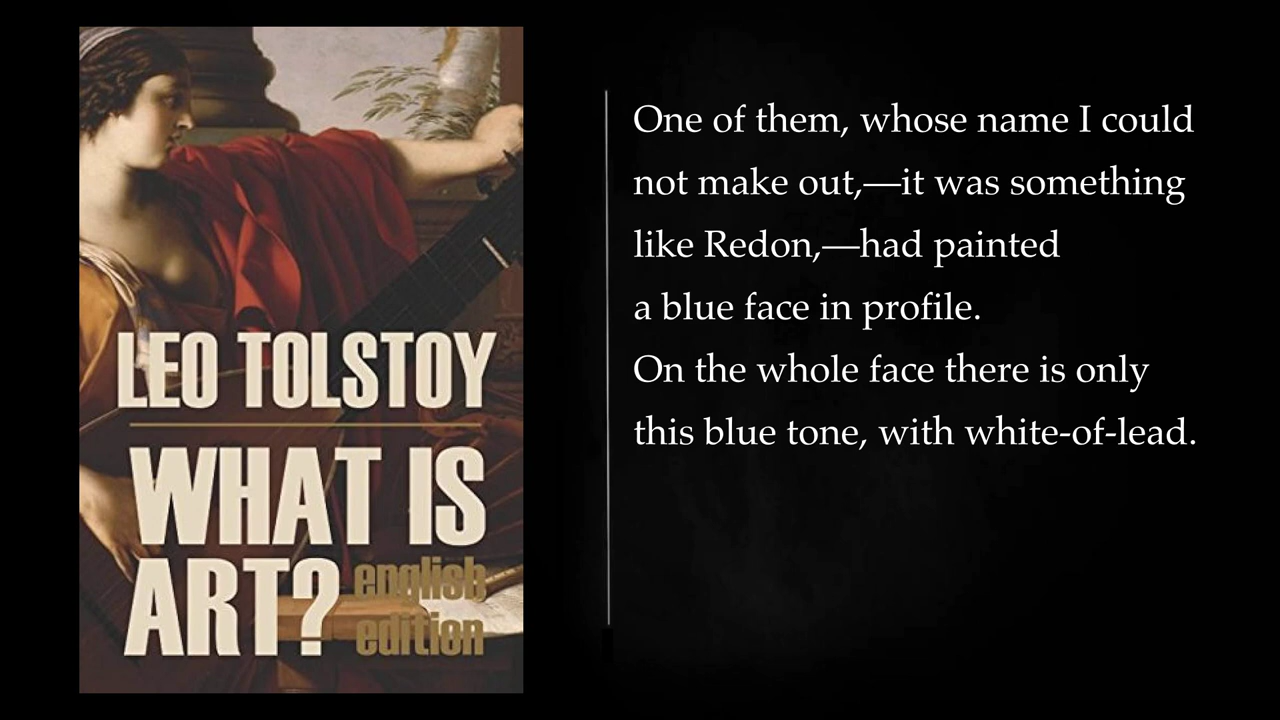 LEO TOLSTOY
WHAT IS
ART?
english
edition
One of them, whose name I could
not make out,—it was something
like Redon,—had painted
a blue face in profile.
On the whole face there is only
this blue tone, with white-of-lead.